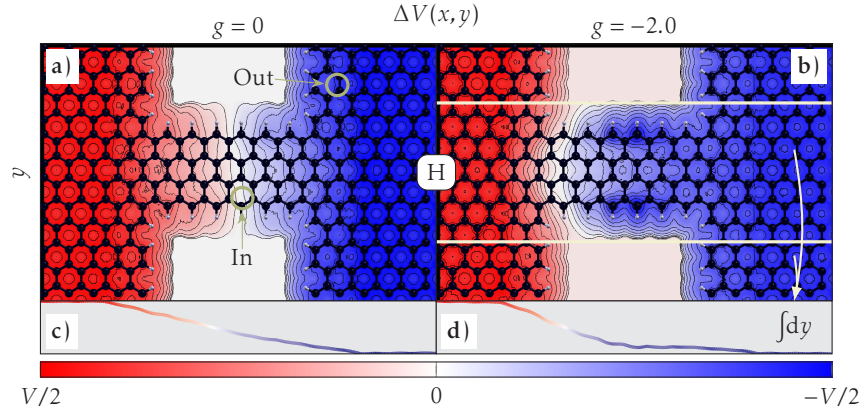 ΔV(x, y)
g = 0
g = −2.0
a)
Out
b)
y
H
In
c)
d)
∫dy
V/2
0
−V/2